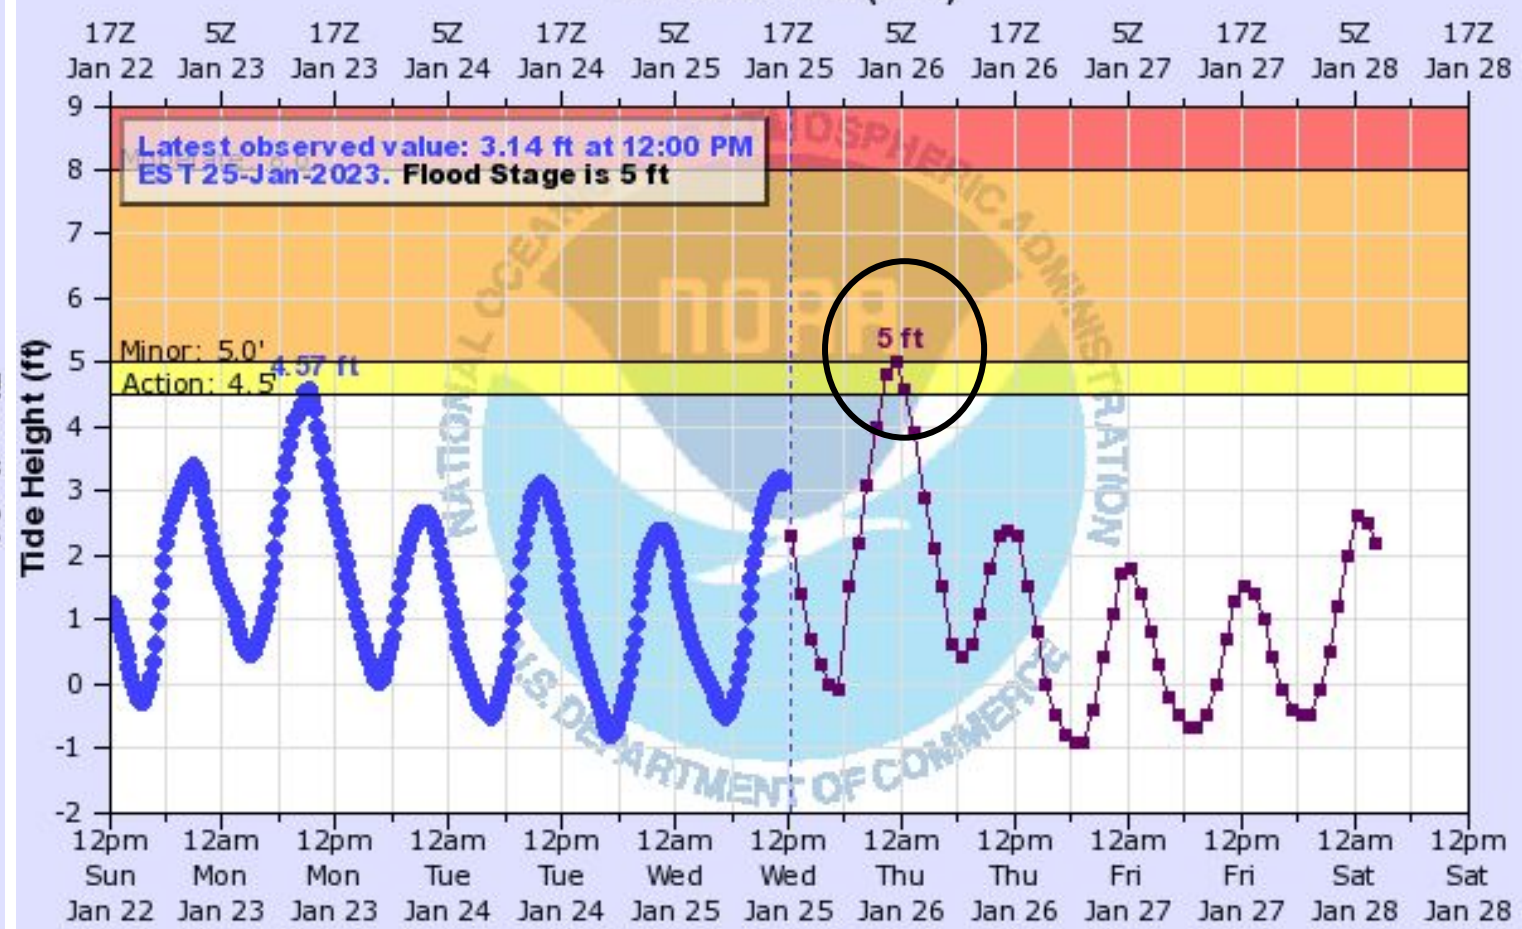 17Z 5Z 17Z 5Z 17Z 5Z 17Z 5Z 17Z 5Z 17Z 5Z 17Z
Jan 22 Jan 23 Jan 23 Jan 24 Jan 24 Jan 25 Jan 25 Jan 26 Jan 26 Jan 27 Jan 27 Jan 28 Jan 28
9
Latest observed value: 3.14 ft at 12:00 PM
EST 25-Jan-2023. Flood Stage is 5 ft
8
7
6
5
4
3
2
1
0
-1
-2
Tide Height (ft)
Minor: 5.0'
4.57 ft
Action: 4.5'
5 ft
NATIONAL OCEANIC ATMOSPHERIC ADMINISTRATION
NOAA
U.S. DEPARTMENT OF COMMERCE
12pm 12am 12pm 12am 12pm 12am 12pm 12am 12pm 12am 12pm 12am 12pm
Sun Mon Mon Tue Tue Wed Wed Thu Thu Fri Fri Sat Sat
Jan 22 Jan 23 Jan 23 Jan 24 Jan 24 Jan 25 Jan 25 Jan 26 Jan 26 Jan 27 Jan 27 Jan 28 Jan 28